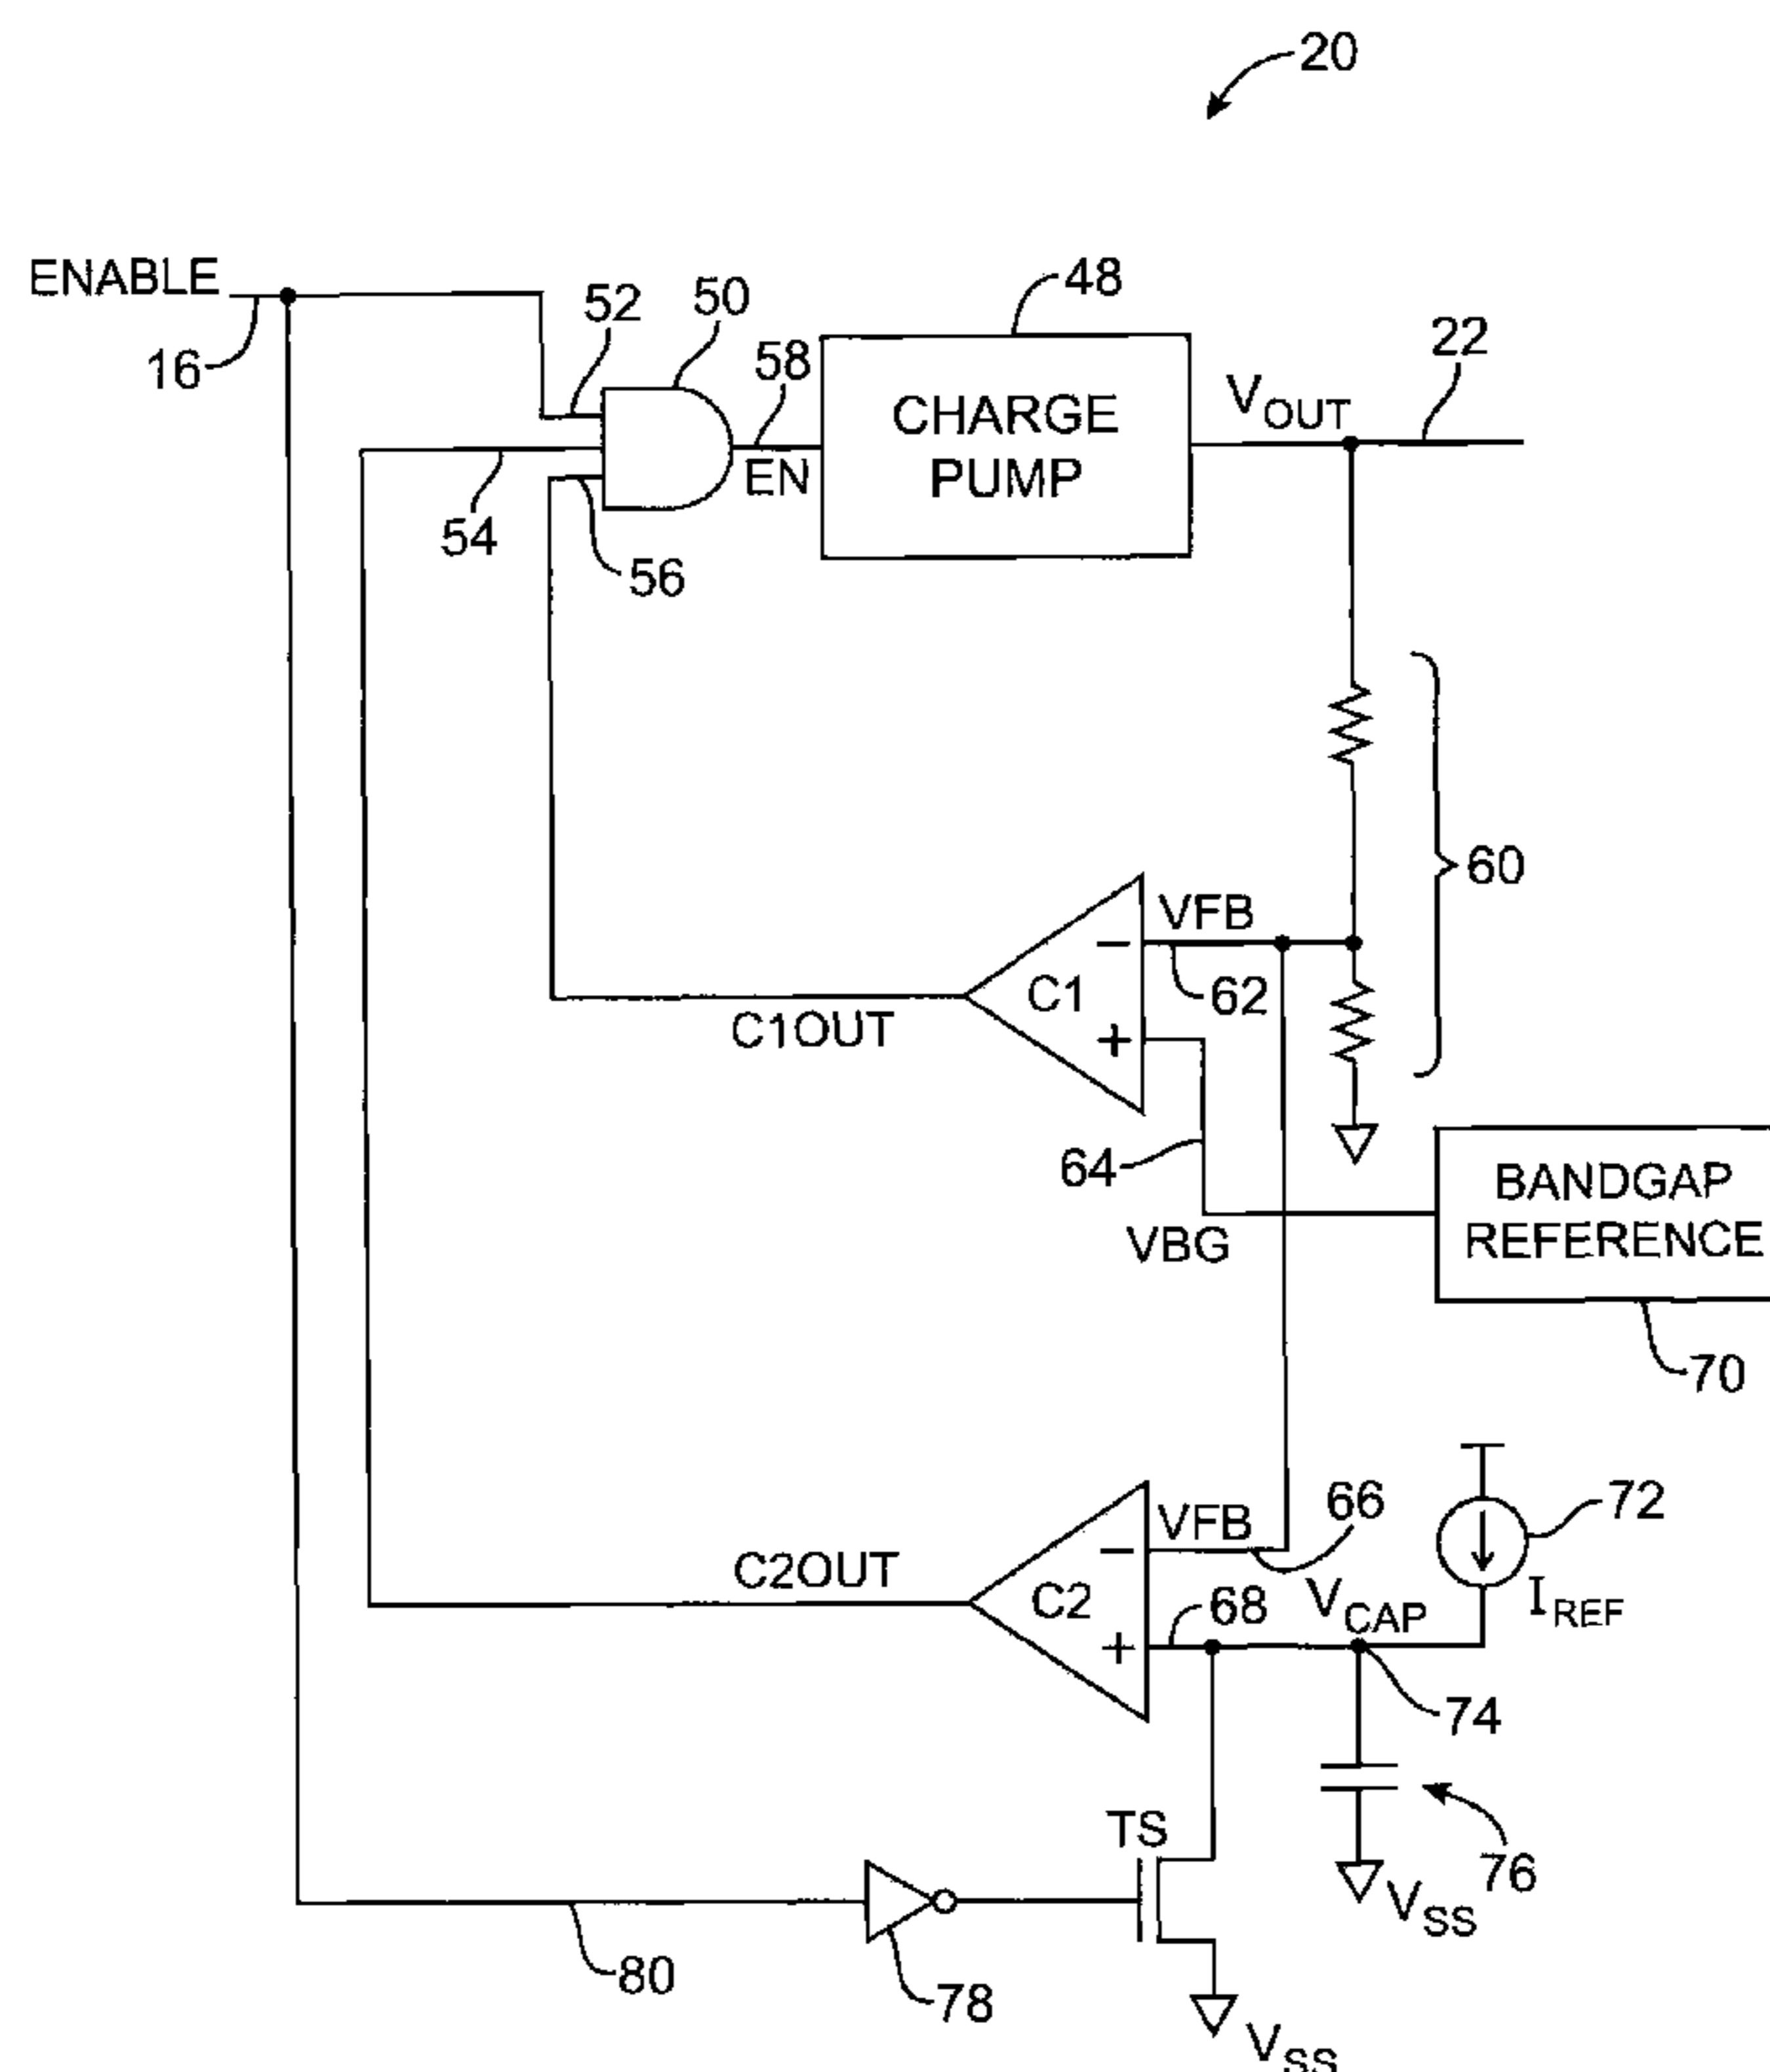 20
ENABLE
16
52
50
58
48
22
CHARGE
PUMP
VOUT
EN
54
56
60
VFB
C1
62
C1OUT
64
VBG
BANDGAP
REFERENCE
70
VFB
66
72
C2OUT
C2
68
VCAP
IREF
74
TS
76
VSS
80
78
VSS